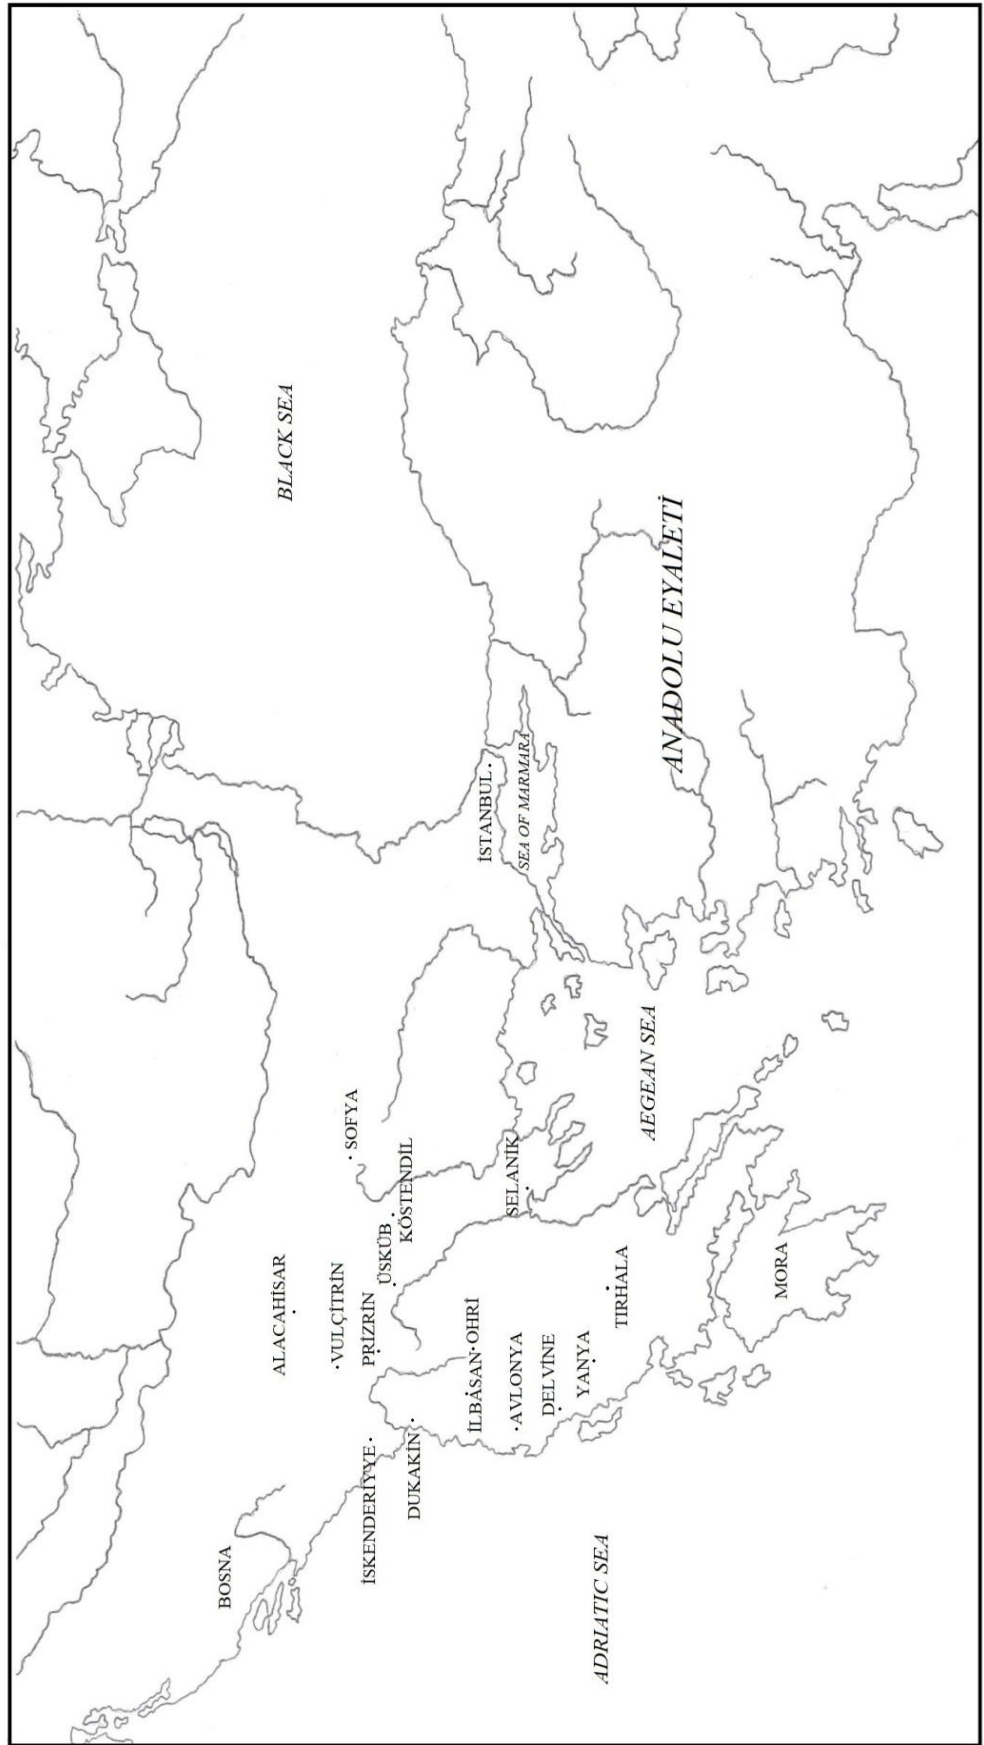 BLACK SEA
BOSNA
ALACAHİSAR
VULÇİTRİN
SOFYA
İSKENDERİYYE
PRİZRİN
ÜSKÜB
KÖSTENDİL
DUKAKİN
İLBASAN
OHRİ
İSTANBUL
SELANİK
AVLONYA
SEA OF MARMARA
DELVİNE
YANYA
ADRIATIC SEA
TIRHALA
AEGEAN SEA
ANADOLU EYALETİ
MORA